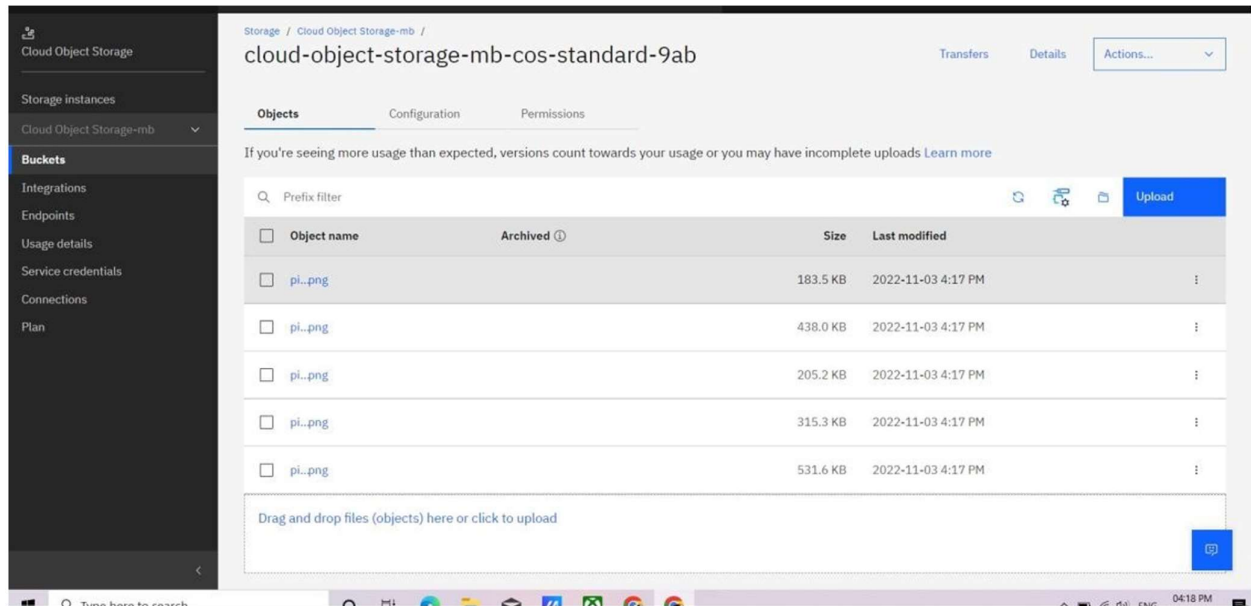 Cloud Object Storage
Storage instances
Cloud Object Storage-mb
Buckets
Integrations
Endpoints
Usage details
Service credentials
Connections
Plan
Storage / Cloud Object Storage-mb /
cloud-object-storage-mb-cos-standard-9ab
Transfers Details Actions...
Objects Configuration Permissions
If you're seeing more usage than expected, versions count towards your usage or you may have incomplete uploads Learn more
Prefix filter Upload
Object name Archived Size Last modified
pi...png 183.5 KB 2022-11-03 4:17 PM
pi...png 438.0 KB 2022-11-03 4:17 PM
pi...png 205.2 KB 2022-11-03 4:17 PM
pi...png 315.3 KB 2022-11-03 4:17 PM
pi...png 531.6 KB 2022-11-03 4:17 PM
Drag and drop files (objects) here or click to upload
Type here to search ENG 04:18 PM